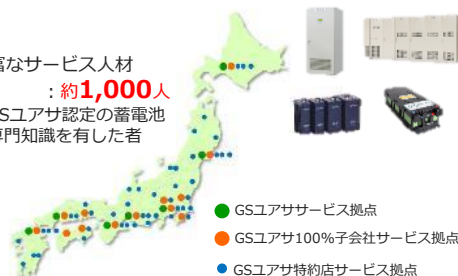 富なサービス人材
：約1,000人
Sユアサ認定の蓄電池
専門知識を有した者
GSユアササービス拠点
GSユアサ100%子会社サービス拠点
GSユアサ特約店サービス拠点